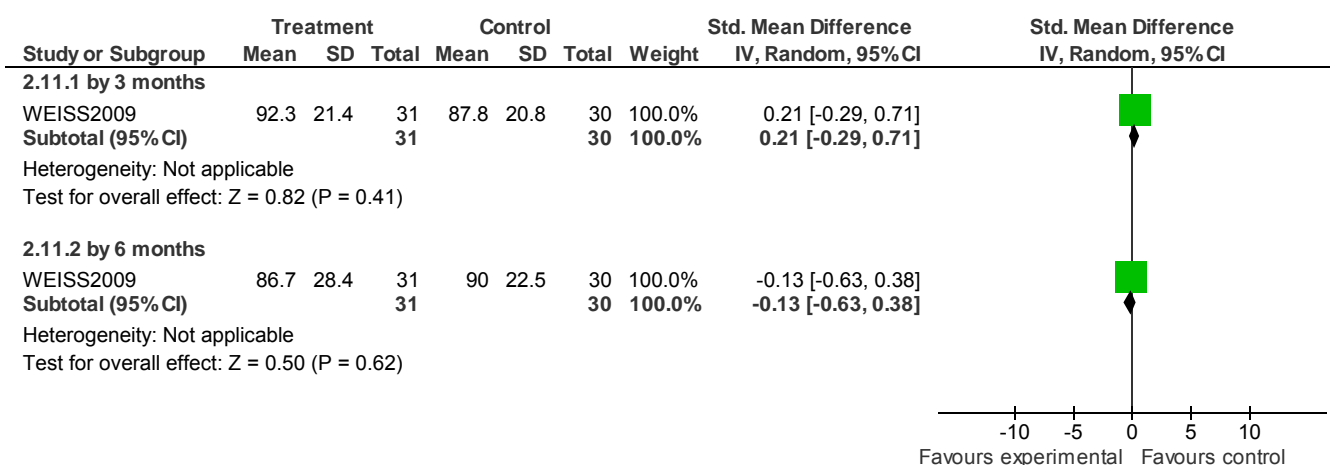 Treatment Control Std. Mean Difference Std. Mean Difference
Study or Subgroup Mean SD Total Mean SD Total Weight IV, Random, 95% CI IV, Random, 95% CI
2.11.1 by 3 months
WEISS2009 92.3 21.4 31 87.8 20.8 30 100.0% 0.21 [-0.29, 0.71]
Subtotal (95% CI) 31 30 100.0% 0.21 [-0.29, 0.71]
Heterogeneity: Not applicable
Test for overall effect: Z = 0.82 (P = 0.41)
2.11.2 by 6 months
WEISS2009 86.7 28.4 31 90 22.5 30 100.0% -0.13 [-0.63, 0.38]
Subtotal (95% CI) 31 30 100.0% -0.13 [-0.63, 0.38]
Heterogeneity: Not applicable
Test for overall effect: Z = 0.50 (P = 0.62)
-10 -5 0 5 10
Favours experimental Favours control